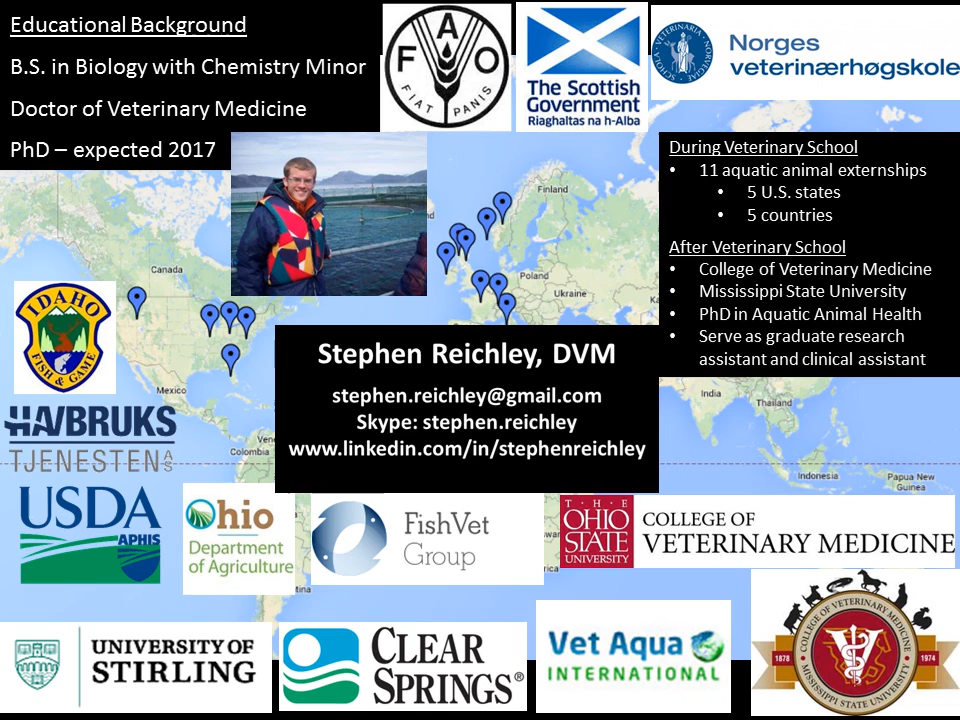 Educational Background
B.S. in Biology with Chemistry Minor
Doctor of Veterinary Medicine
PhD – expected 2017
F A O
FIAT PANIS
The Scottish
Government
Riaghaltas na h-Alba
Norges
veterinærhøgskole
During Veterinary School
• 11 aquatic animal externships
• 5 U.S. states
• 5 countries
After Veterinary School
• College of Veterinary Medicine
• Mississippi State University
• PhD in Aquatic Animal Health
• Serve as graduate research
assistant and clinical assistant
Finland
Poland
Ukraine
Canada
Mexico
Colombia
India
Thailand
Indonesia
Papua New
Guinea
IDAHO
FISH & GAME
Stephen Reichley, DVM
stephen.reichley@gmail.com
Skype: stephen.reichley
www.linkedin.com/in/stephenreichley
HAVBRUKS
TJENESTEN AS
USDA
APHIS
Ohio
Department
of Agriculture
FishVet
Group
THE
OHIO
STATE
UNIVERSITY
COLLEGE OF
VETERINARY MEDICINE
UNIVERSITY OF
STIRLING
CLEAR
SPRINGS®
Vet Aqua
INTERNATIONAL
COLLEGE OF VETERINARY MEDICINE
1878 1974
MISSISSIPPI STATE UNIVERSITY